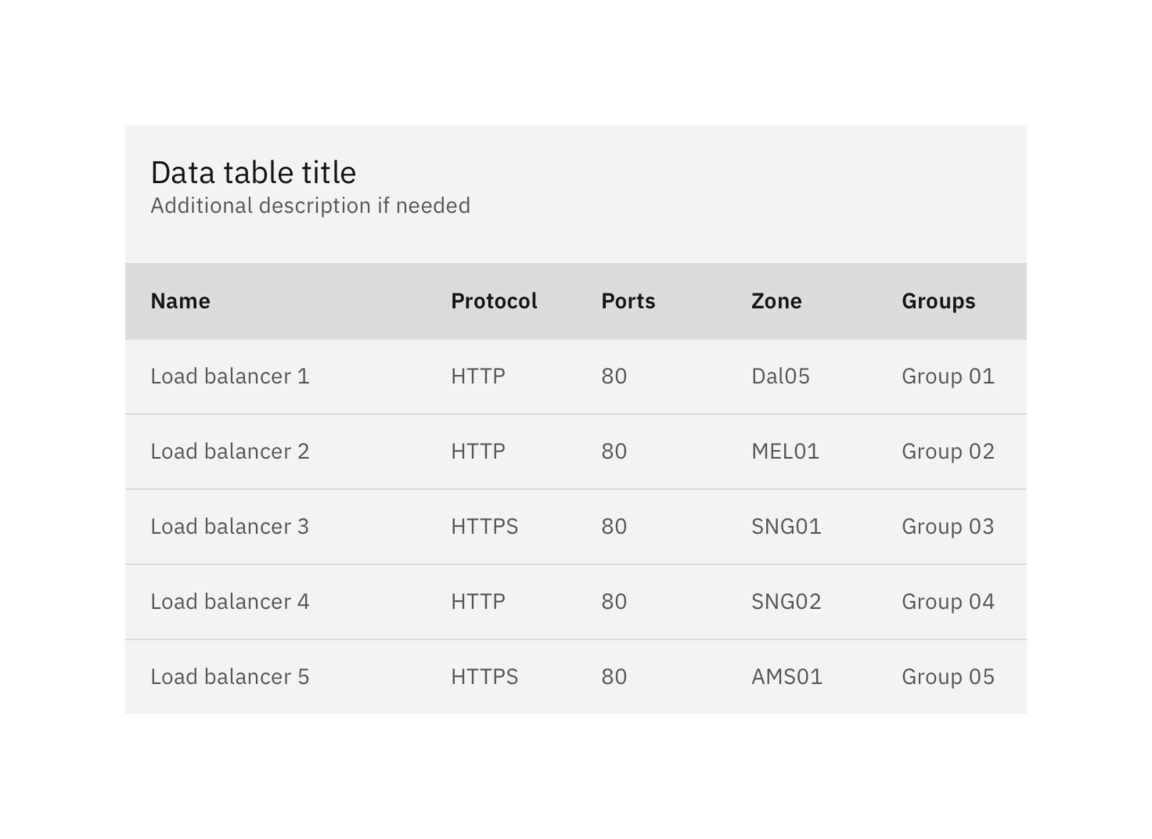 Data table title
Additional description if needed
Name Protocol Ports Zone Groups
Load balancer 1 HTTP 80 Dal05 Group 01
Load balancer 2 HTTP 80 MEL01 Group 02
Load balancer 3 HTTPS 80 SNG01 Group 03
Load balancer 4 HTTP 80 SNG02 Group 04
Load balancer 5 HTTPS 80 AMS01 Group 05